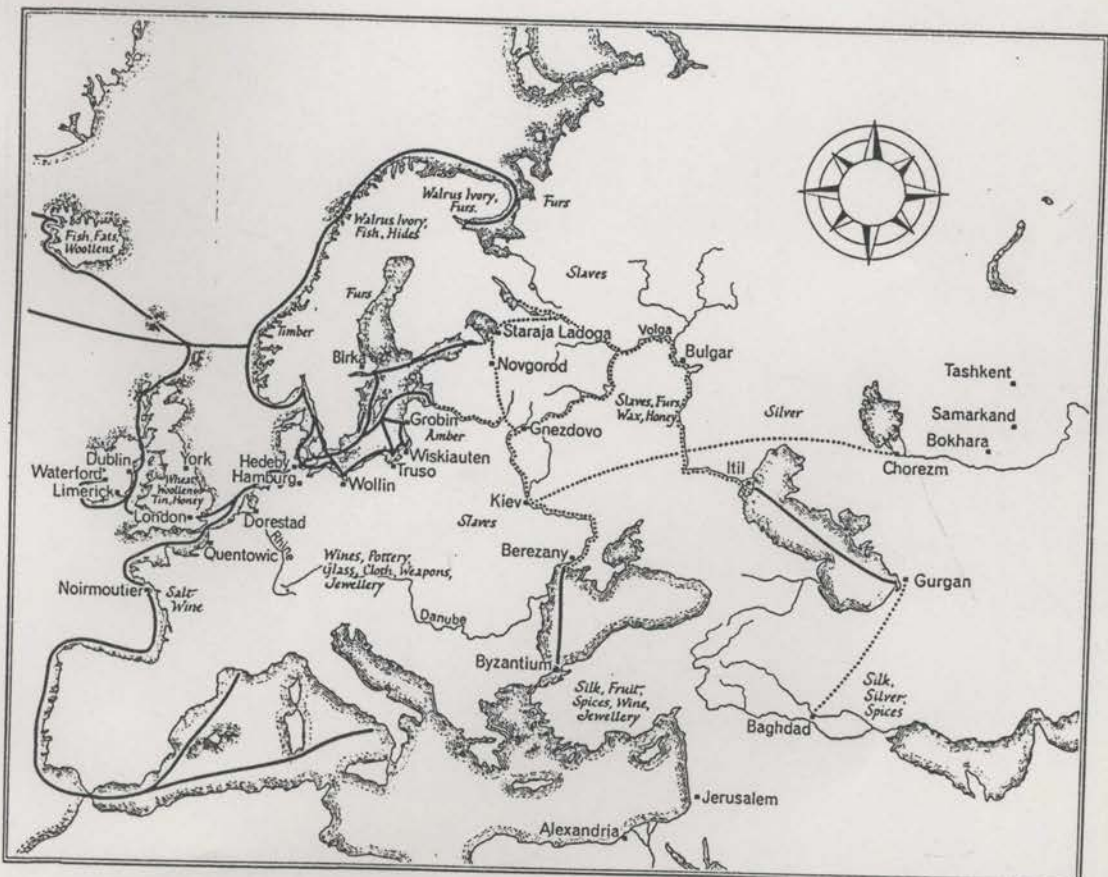 Walrus Ivory,
Furs.
Furs
Walrus Ivory,
Fish, Hides
Fish, Fats,
Woollens
Slaves
Furs
Timber
Birka
Staraja Ladoga
Volga
Novgorod
Bulgar
Tashkent
Slaves, Furs,
Wax, Honey
Silver
Samarkand
Bokhara
Grobin
Amber
Gnezdovo
Wiskiauten
Truso
Chorezm
Dublin
York
Waterford
Limerick
Wheat
Woollens
Tin, Honey
Hedeby
Hamburg
Wollin
Itil
London
Kiev
Dorestad
Slaves
Quentowic
Rhine
Wines, Pottery,
Glass, Cloth, Weapons,
Jewellery
Berezany
Noirmoutier
Salt
Wine
Gurgan
Danube
Byzantium
Silk, Fruit,
Spices, Wine,
Jewellery
Silk,
Silver,
Spices
Baghdad
Jerusalem
Alexandria